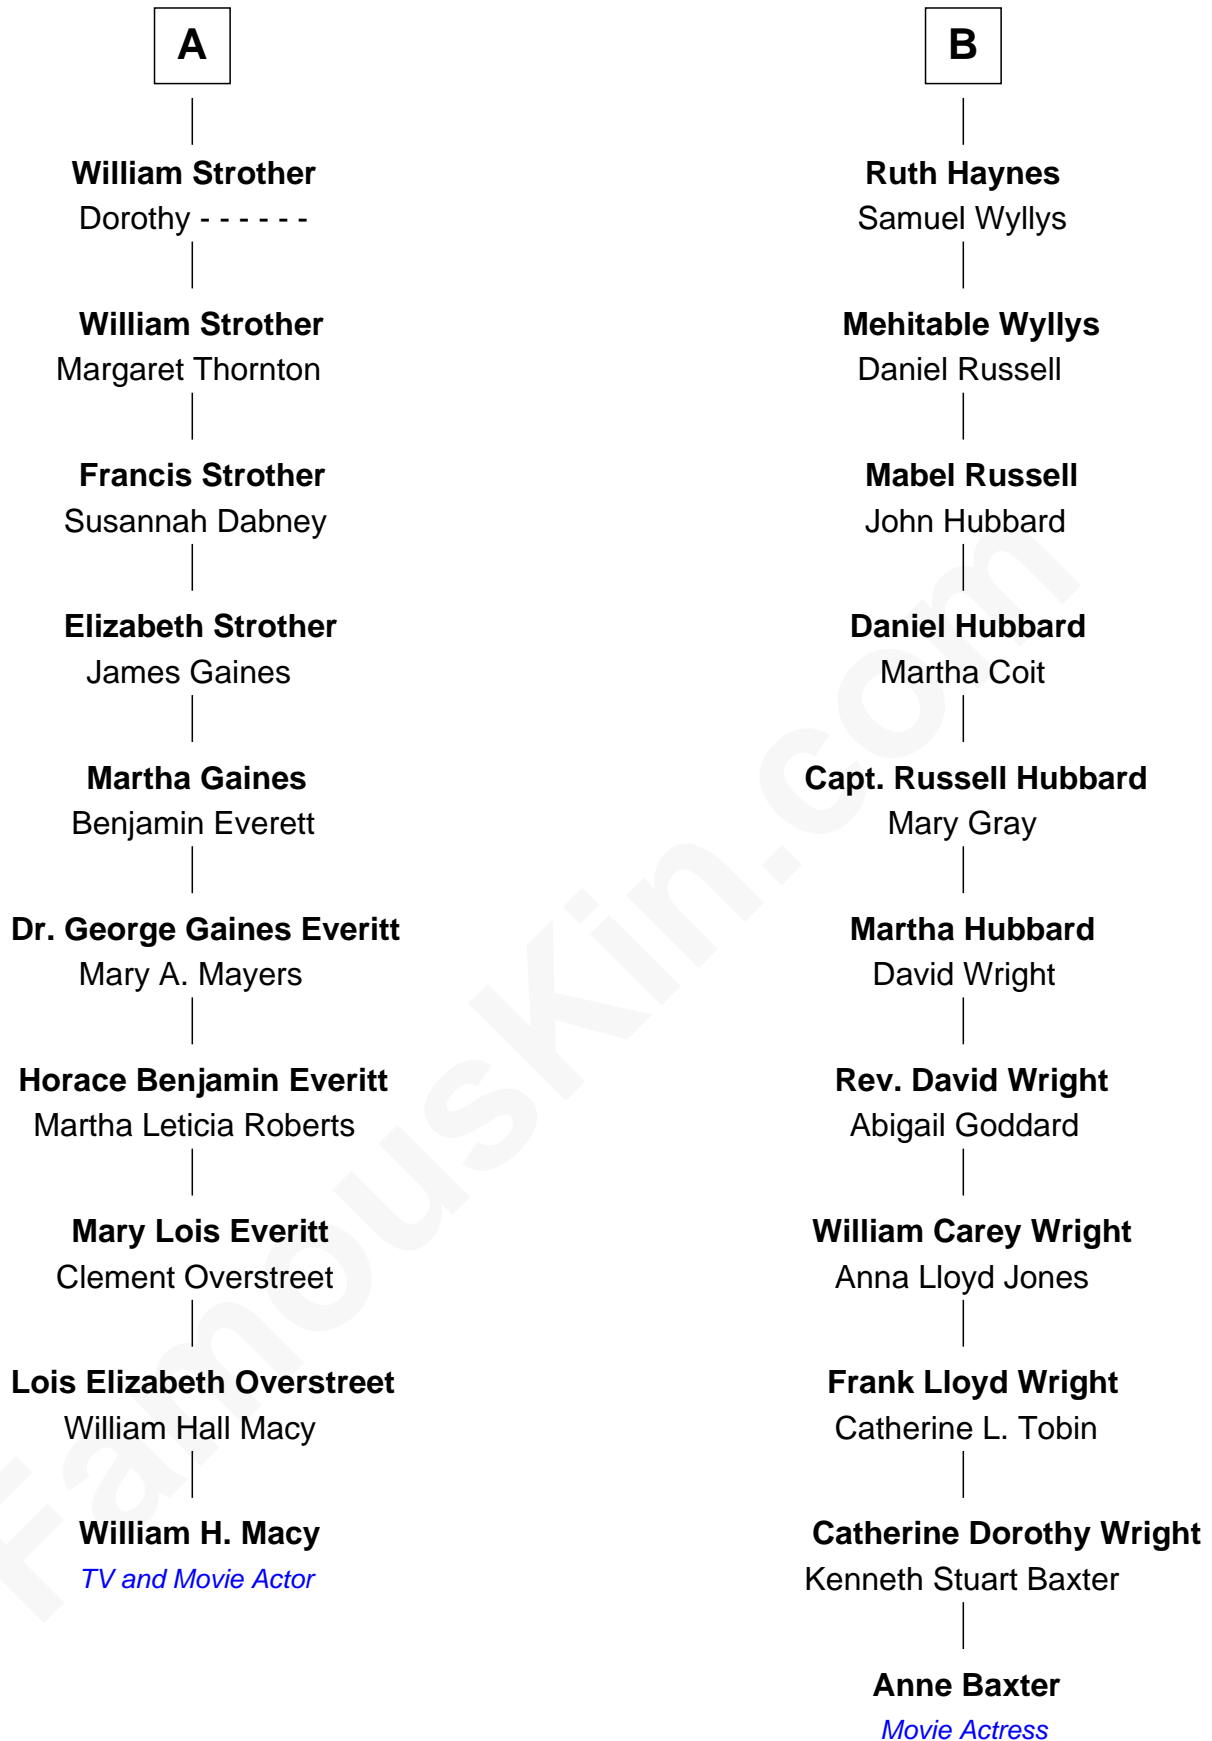 A
William Strother
Dorothy - - - - - -
William Strother
Margaret Thornton
Francis Strother
Susannah Dabney
Elizabeth Strother
James Gaines
Martha Gaines
Benjamin Everett
Dr. George Gaines Everitt
Mary A. Mayers
Horace Benjamin Everitt
Martha Leticia Roberts
Mary Lois Everitt
Clement Overstreet
Lois Elizabeth Overstreet
William Hall Macy
William H. Macy
TV and Movie Actor
B
Ruth Haynes
Samuel Wyllys
Mehitable Wyllys
Daniel Russell
Mabel Russell
John Hubbard
Daniel Hubbard
Martha Coit
Capt. Russell Hubbard
Mary Gray
Martha Hubbard
David Wright
Rev. David Wright
Abigail Goddard
William Carey Wright
Anna Lloyd Jones
Frank Lloyd Wright
Catherine L. Tobin
Catherine Dorothy Wright
Kenneth Stuart Baxter
Anne Baxter
Movie Actress
FamousKin.com